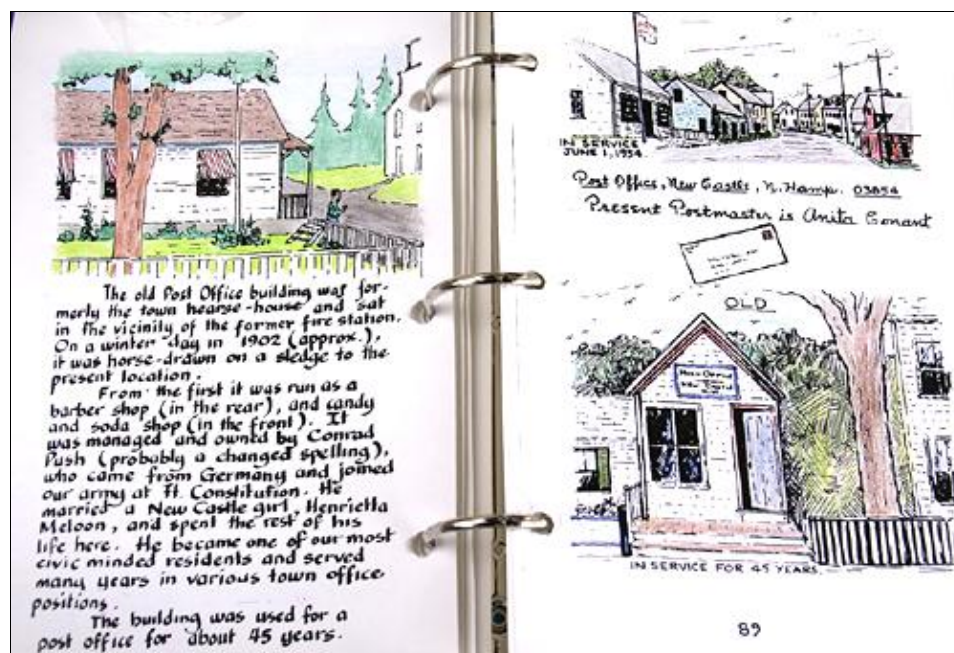 The old Post Office building was for-
merly the town hearse-house and sat
in the vicinity of the former fire station.
On a winter day in 1902 (approx.),
it was horse-drawn on a sledge to the
present location.
From the first it was run as a
barber shop (in the rear), and candy
and soda shop (in the front). It
was managed and owned by Conrad
Push (probably a changed spelling),
who came from Germany and joined
our army at Ft. Constitution. He
married a New Castle girl, Henrietta
Meloon, and spent the rest of his
life here. He became one of our most
civic minded residents and served
many years in various town office
positions.
The building was used for a
post office for about 45 years.
IN SERVICE
JUNE 1, 1954.
Post Office, New Castle, N. Hamp. 03854
Present Postmaster is Anita Conant
OLD
POST OFFICE
IN SERVICE FOR 45 YEARS.
89